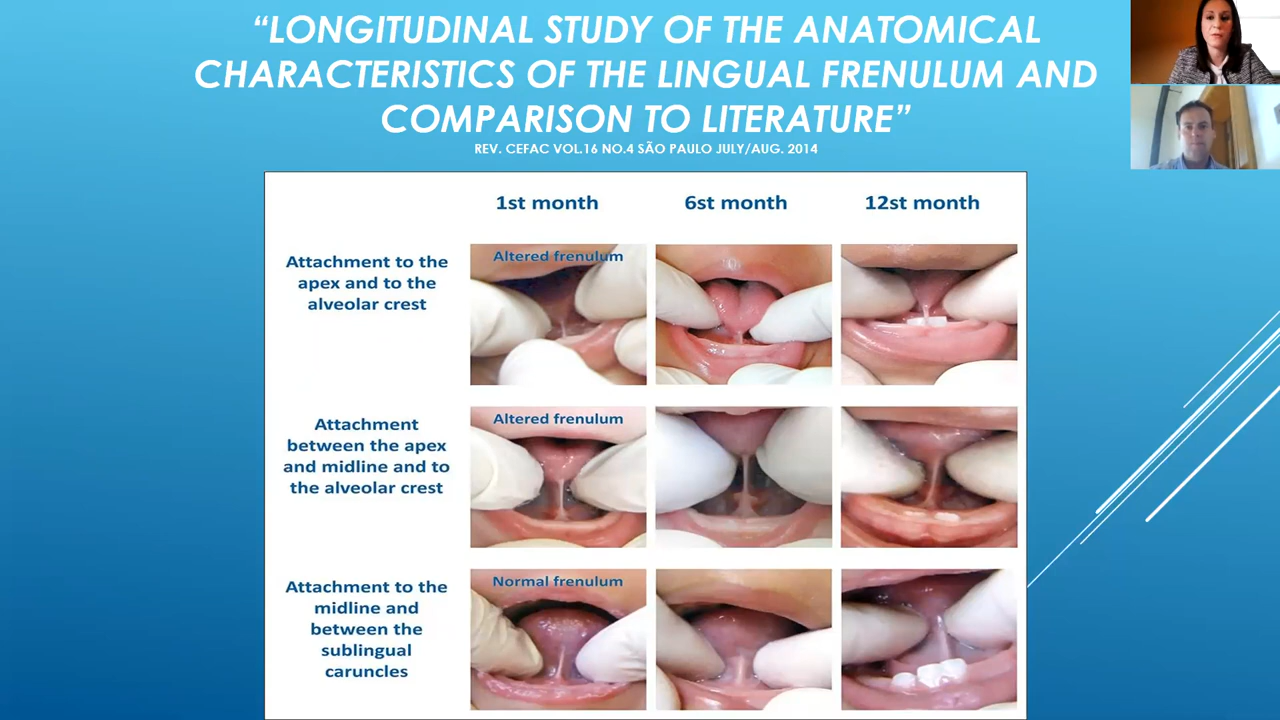 “LONGITUDINAL STUDY OF THE ANATOMICAL
CHARACTERISTICS OF THE LINGUAL FRENULUM AND
COMPARISON TO LITERATURE”
REV. CEFAC VOL.16 NO.4 SÃO PAULO JULY/AUG. 2014
1st month
6st month
12st month
Attachment to the
apex and to the
alveolar crest
Altered frenulum
Attachment
between the apex
and midline and to
the alveolar crest
Altered frenulum
Attachment to the
midline and
between the
sublingual
caruncles
Normal frenulum